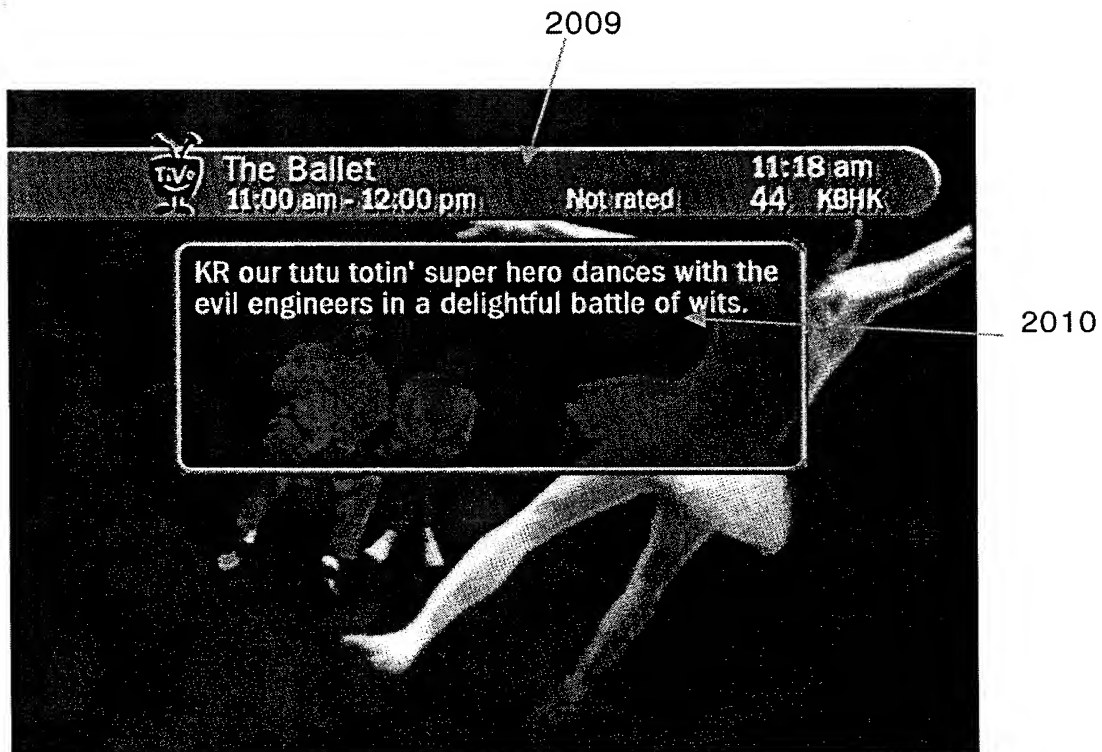 2009
TiVo The Ballet 11:18 am
11:00 am - 12:00 pm Not rated 44 KBHK
KR our tutu totin' super hero dances with the
evil engineers in a delightful battle of wits.
2010